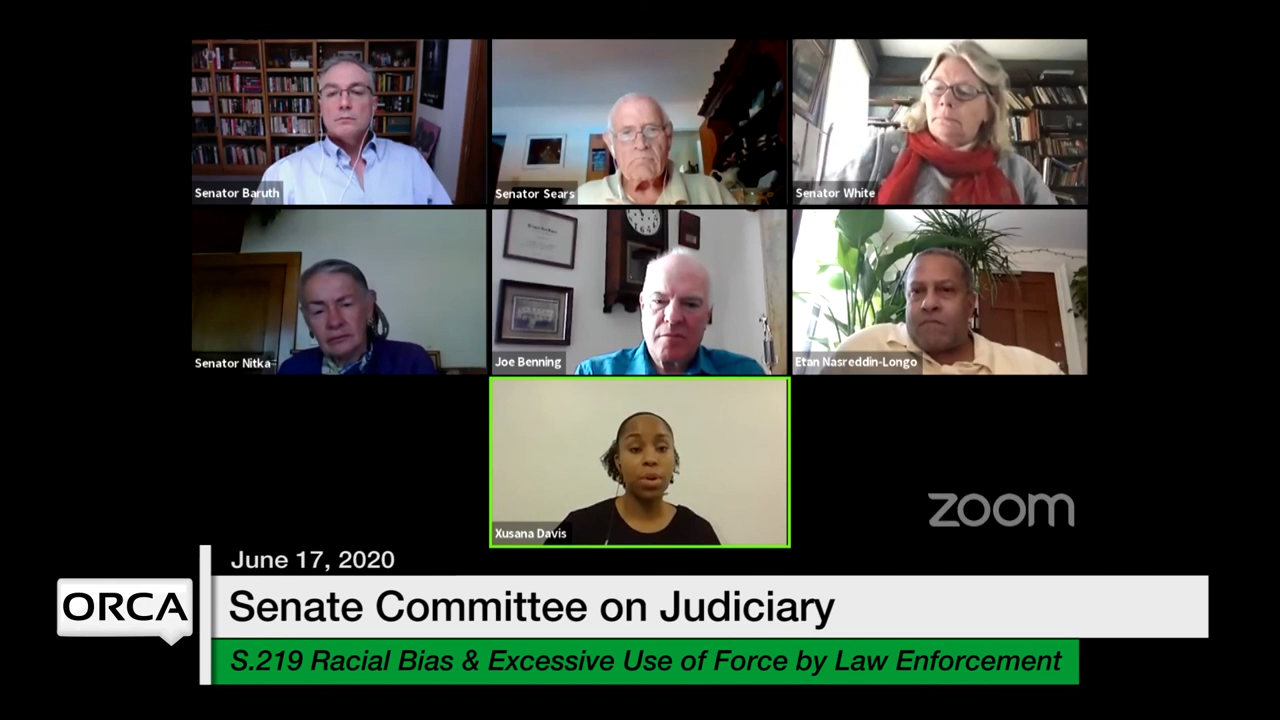 Senator Baruth
Senator Sears
Senator White
Senator Nitka
Joe Benning
Etan Nasreddin-Longo
Xusana Davis
zoom
June 17, 2020
ORCA
Senate Committee on Judiciary
S.219 Racial Bias & Excessive Use of Force by Law Enforcement